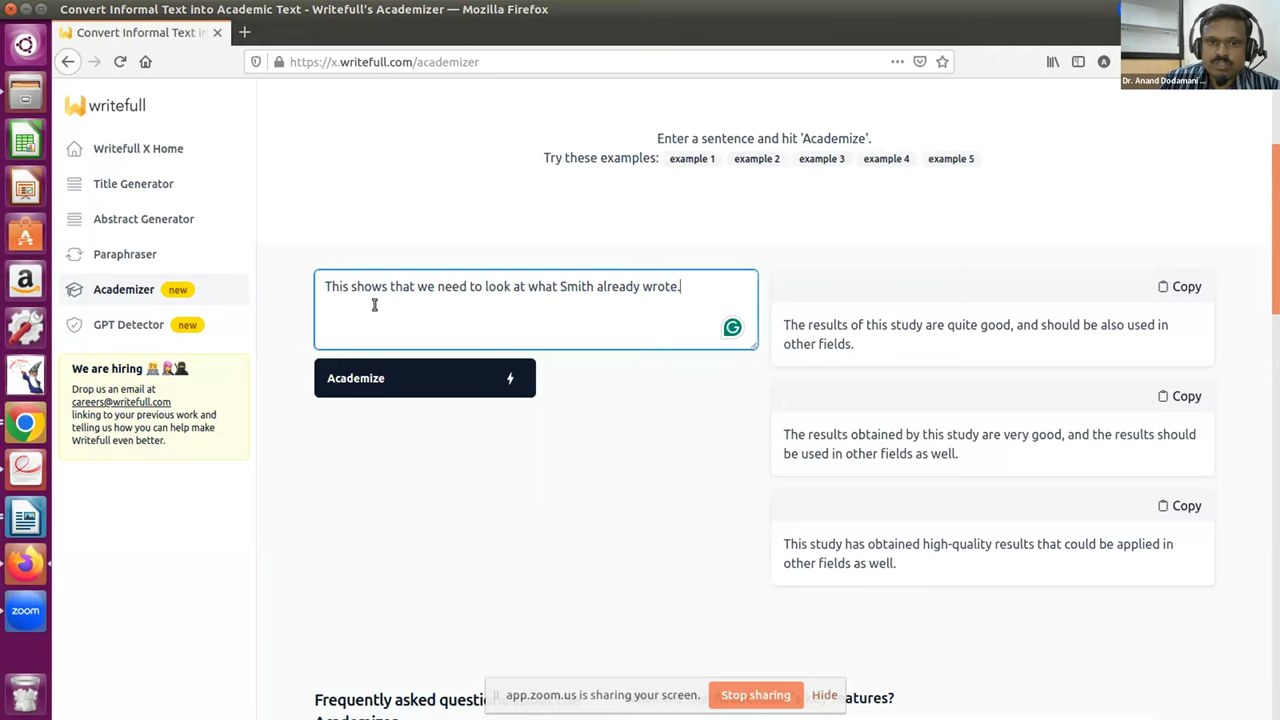 Convert Informal Text into Academic Text - Writefull's Academizer — Mozilla Firefox
Convert Informal Text in
https://x.writefull.com/academizer
Dr. Anand Dodamani ...
writefull
Writefull X Home
Title Generator
Abstract Generator
Paraphraser
Academizer new
GPT Detector new
We are hiring
Drop us an email at
careers@writefull.com
linking to your previous work and
telling us how you can help make
Writefull even better.
Enter a sentence and hit 'Academize'.
Try these examples: example 1 example 2 example 3 example 4 example 5
This shows that we need to look at what Smith already wrote.
Academize
Copy
The results of this study are quite good, and should be also used in
other fields.
Copy
The results obtained by this study are very good, and the results should
be used in other fields as well.
Copy
This study has obtained high-quality results that could be applied in
other fields as well.
Frequently asked questi
atures?
Academizer
app.zoom.us is sharing your screen. Stop sharing Hide
zoom